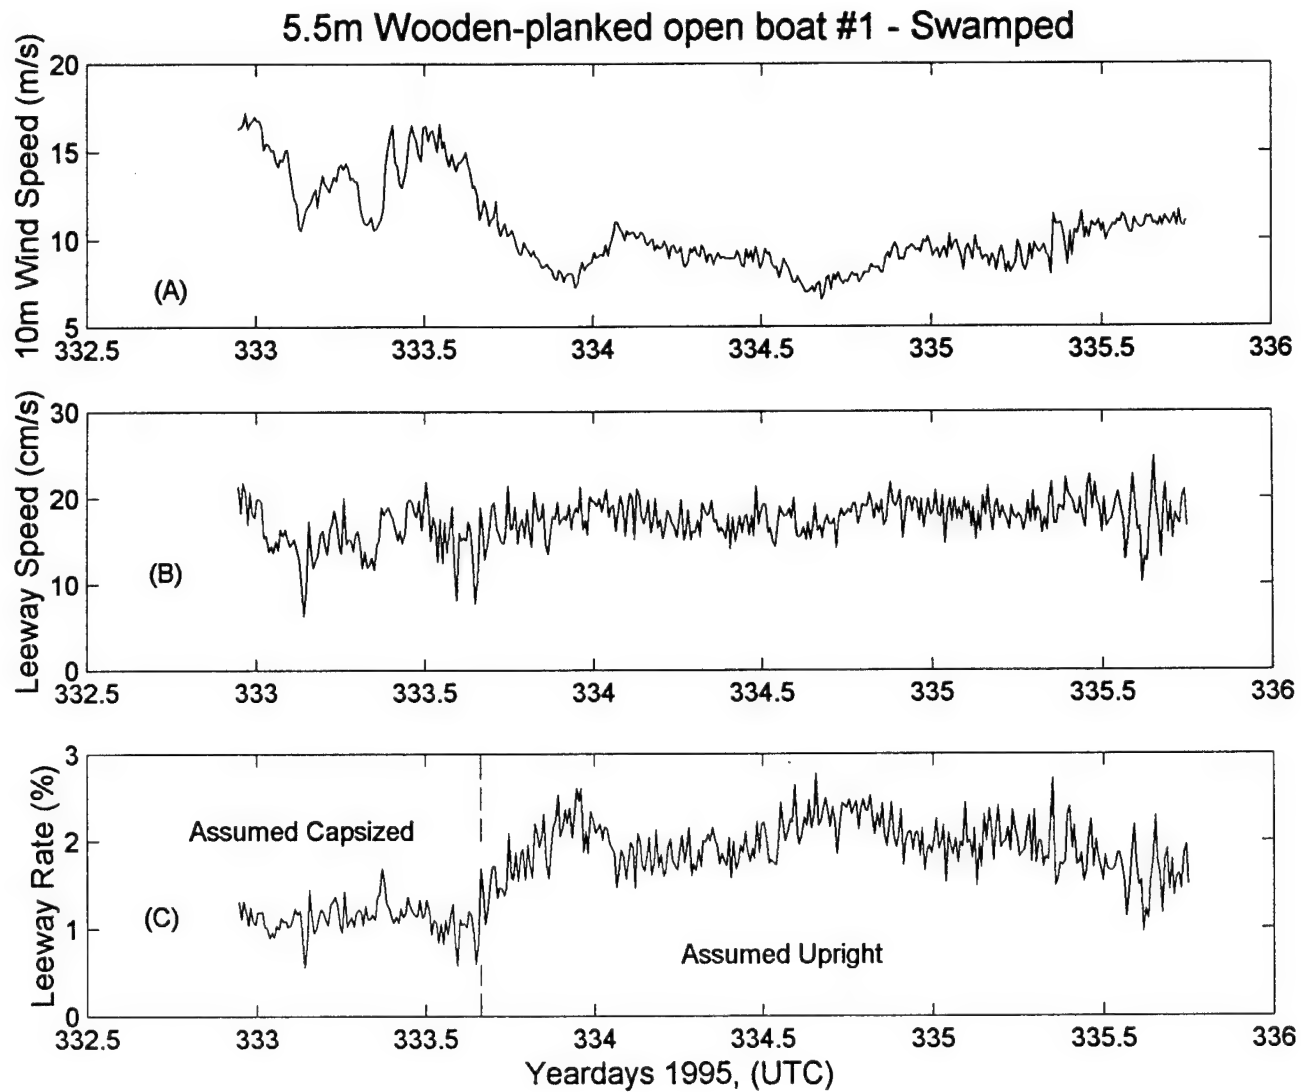 5.5m Wooden-planked open boat #1 - Swamped
10m Wind Speed (m/s)
20
15
10
5
(A)
332.5 333 333.5 334 334.5 335 335.5 336
Leeway Speed (cm/s)
30
20
10
0
(B)
332.5 333 333.5 334 334.5 335 335.5 336
Leeway Rate (%)
3
2
1
0
Assumed Capsized
(C)
Assumed Upright
332.5 333 333.5 334 334.5 335 335.5 336
Yeardays 1995, (UTC)